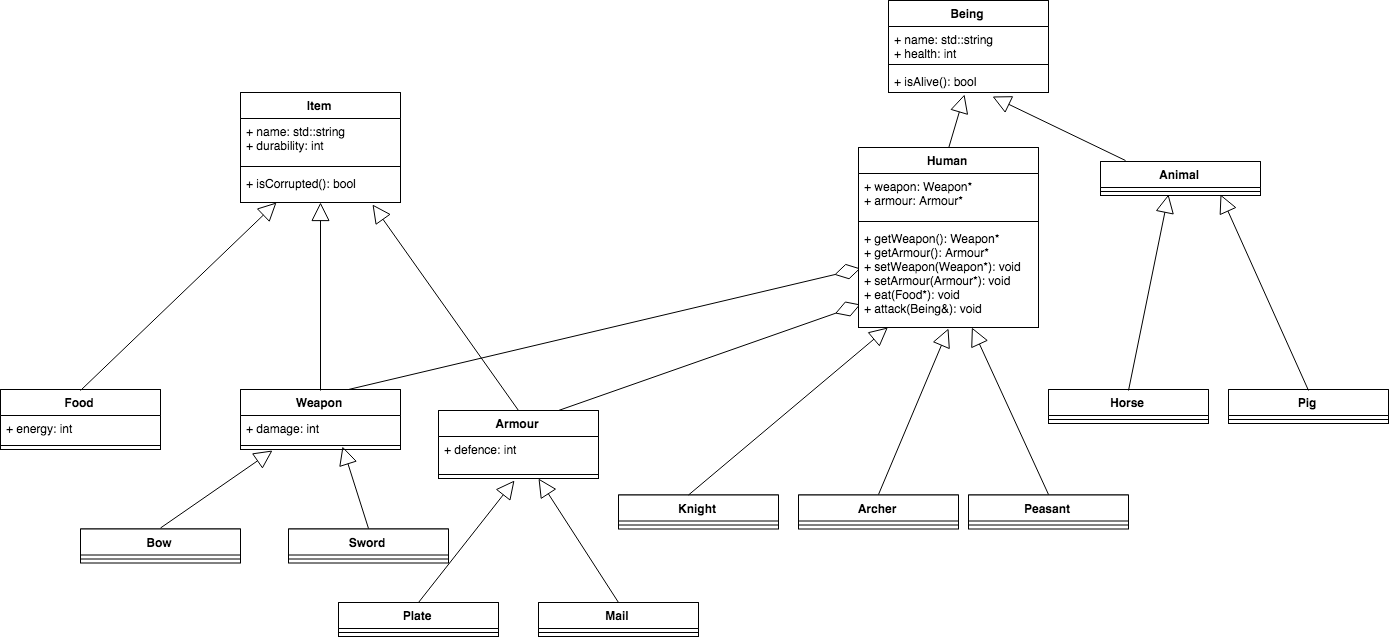 Being
+ name: std::string
+ health: int
+ isAlive(): bool
Item
+ name: std::string
+ durability: int
+ isCorrupted(): bool
Human
+ weapon: Weapon*
+ armour: Armour*
+ getWeapon(): Weapon*
+ getArmour(): Armour*
+ setWeapon(Weapon*): void
+ setArmour(Armour*): void
+ eat(Food*): void
+ attack(Being&): void
Animal
Food
+ energy: int
Weapon
+ damage: int
Armour
+ defence: int
Horse
Pig
Knight
Archer
Peasant
Bow
Sword
Plate
Mail